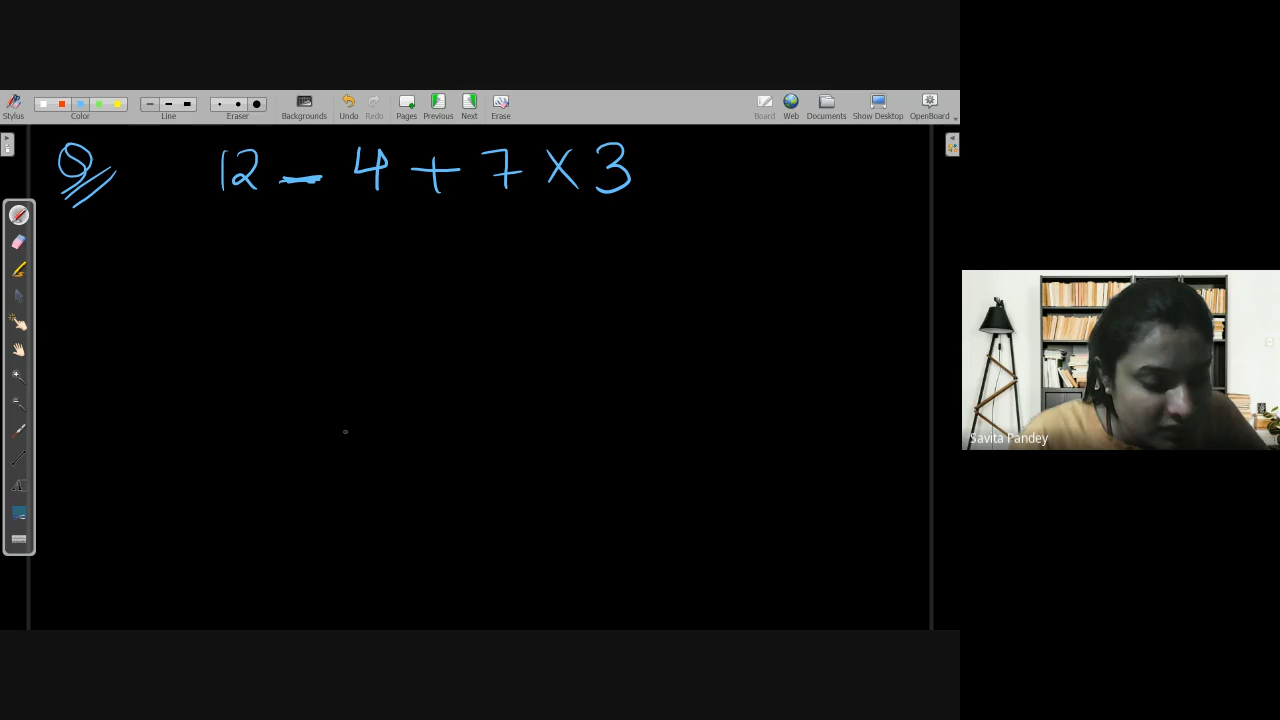 Stylus Color Line Eraser Backgrounds Undo Redo Pages Previous Next Erase Board Web Documents Show Desktop OpenBoard
Q 12 - 4 + 7 × 3
Savita Pandey